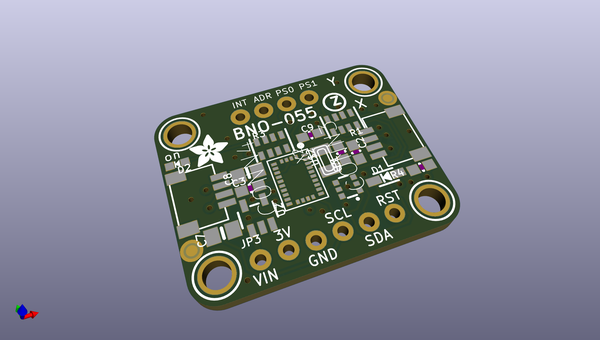 INT ADR PS0 PS1
Y
BNO-055
Z
X
on
C9
R1
D2
C3
D1
R4
JP3
VIN
3V
GND
SCL
SDA
RST